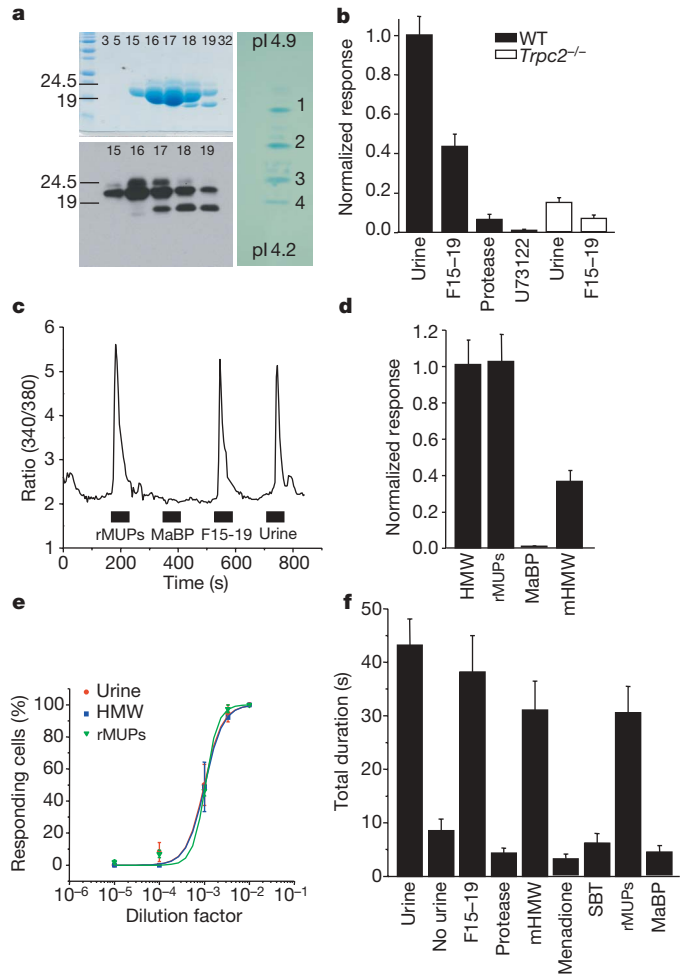 a
3 5 15 16 17 18 19 32
24.5
19
15 16 17 18 19
24.5
19
pI 4.9
1
2
3
4
pI 4.2
b
WT
Trpc2–/–
Normalized response
1.0
0.8
0.6
0.4
0.2
0
Urine
F15–19
Protease
U73122
Urine
F15–19
c
Ratio (340/380)
6
5
4
3
2
1
rMUPs MaBP F15-19 Urine
0 200 400 600 800
Time (s)
d
Normalized response
1.2
1.0
0.8
0.6
0.4
0.2
0.0
HMW
rMUPs
MaBP
mHMW
e
Urine
HMW
rMUPs
Responding cells (%)
100
80
60
40
20
0
10–6 10–5 10–4 10–3 10–2 10–1
Dilution factor
f
Total duration (s)
50
40
30
20
10
0
Urine
No urine
F15–19
Protease
mHMW
Menadione
SBT
rMUPs
MaBP